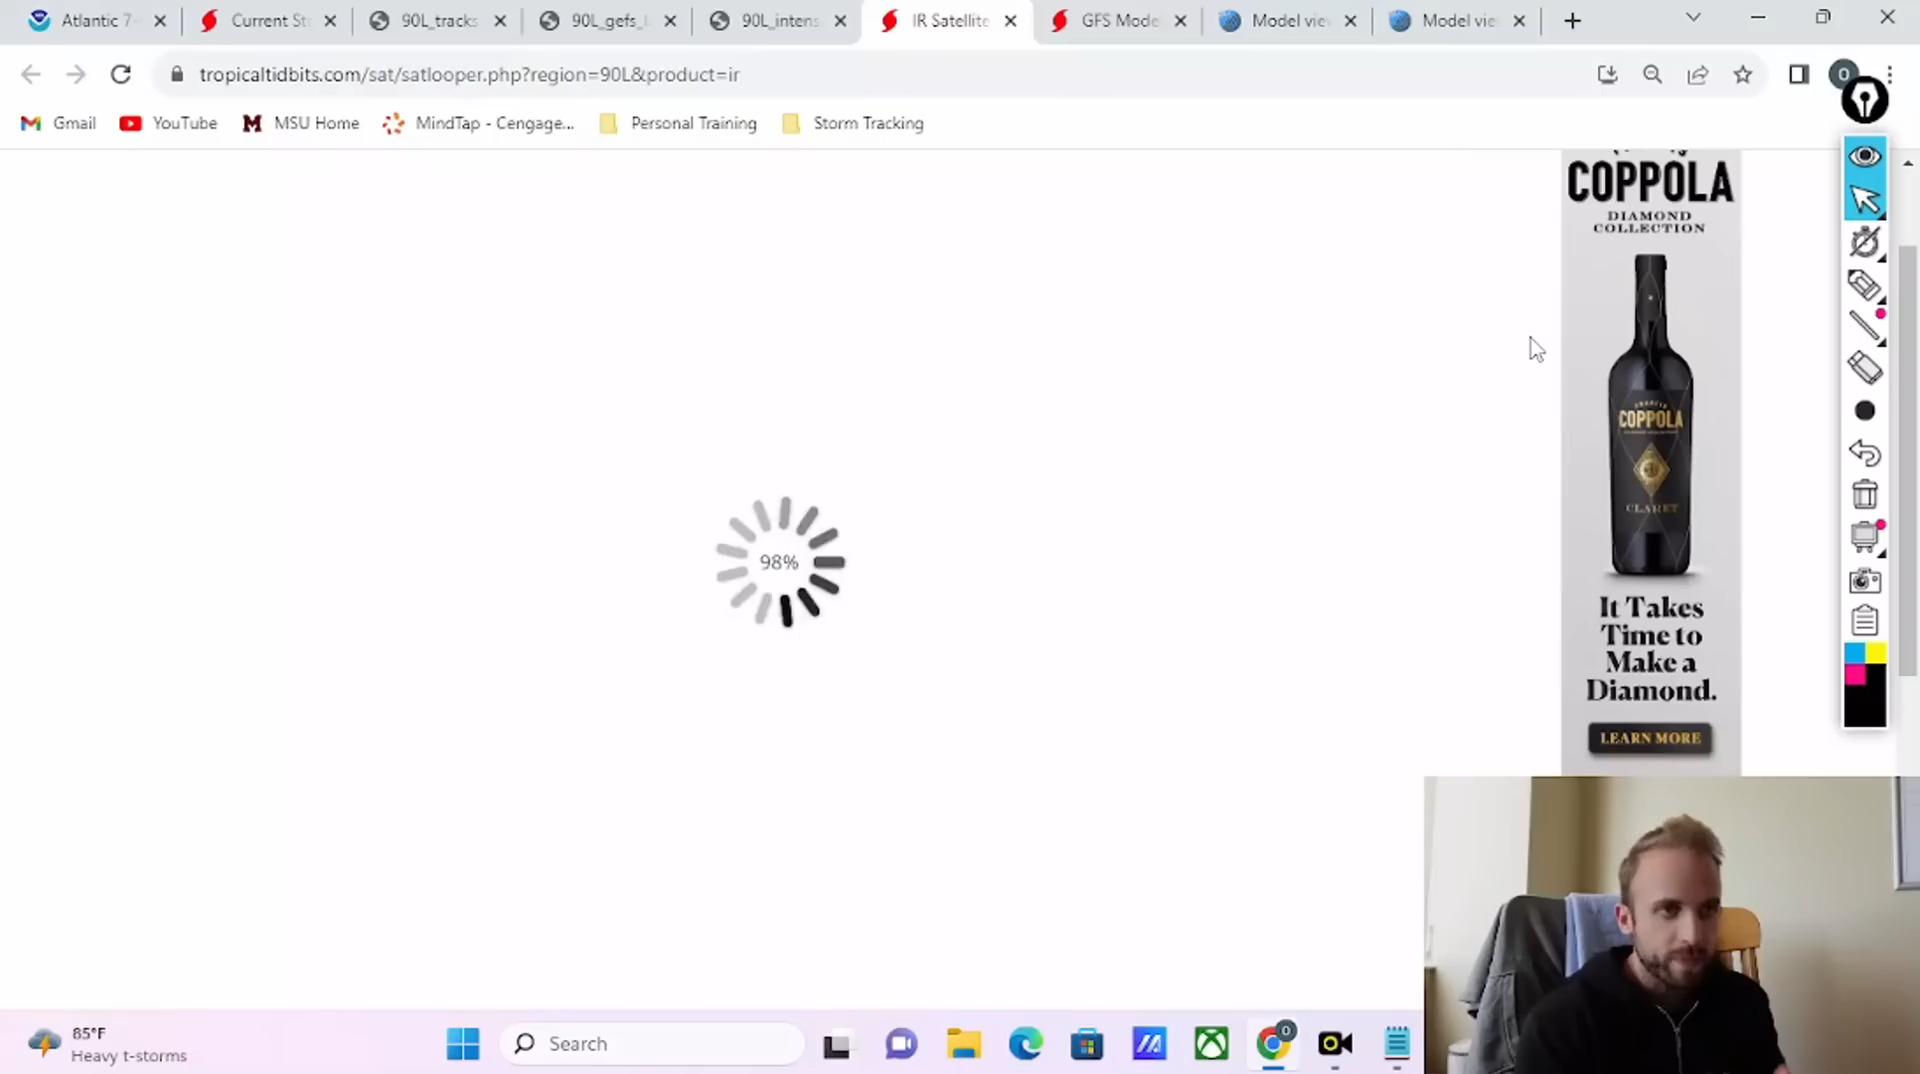 Atlantic 7-
Current St
90L_tracks
90L_gefs_
90L_intens
IR Satellite
GFS Mode
Model vie
Model vie
tropicaltidbits.com/sat/satlooper.php?region=90L&product=ir
O
Gmail
YouTube
MSU Home
MindTap - Cengage...
Personal Training
Storm Tracking
COPPOLA
DIAMOND
COLLECTION
COPPOLA
CLARET
98%
It Takes
Time to
Make a
Diamond.
LEARN MORE
85°F
Heavy t-storms
Search